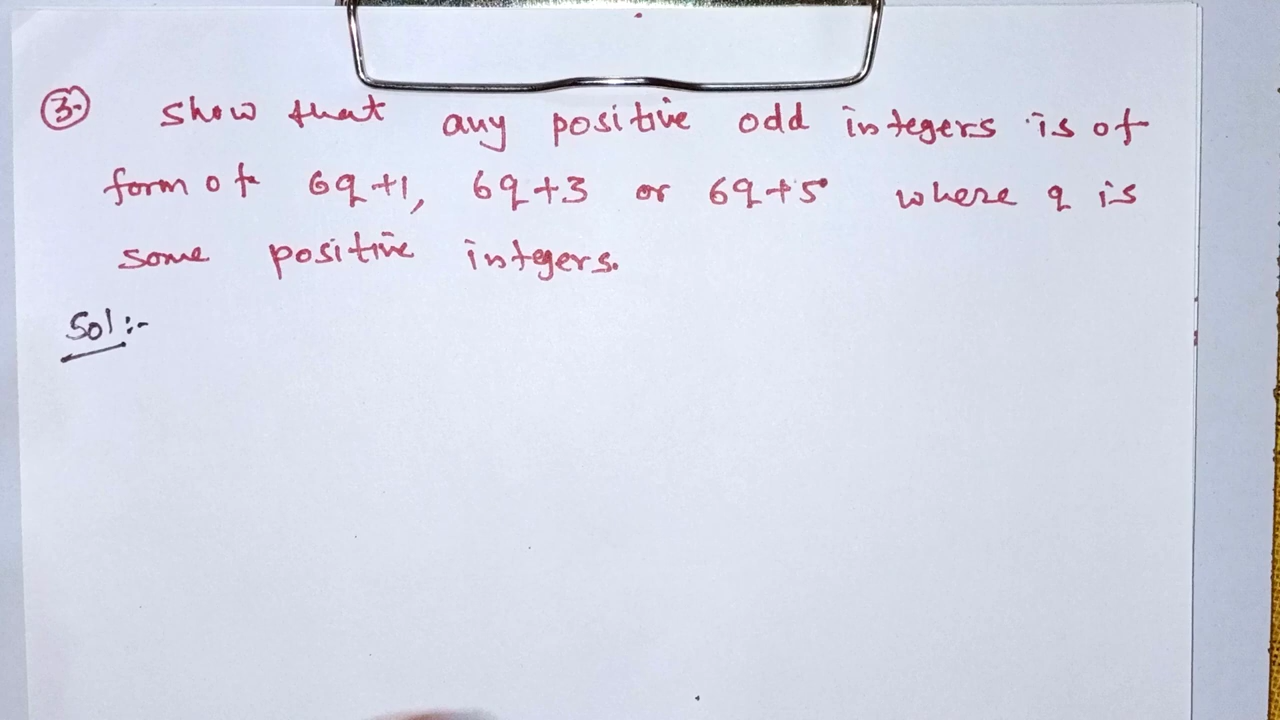 3. Show that any positive odd integers is of
form of 6q+1, 6q+3 or 6q+5 where q is
some positive integers.
Sol:-